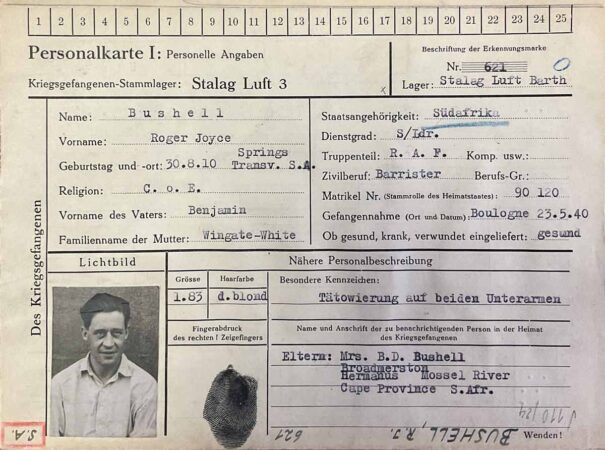 1 2 3 4 5 6 7 8 9 10 11 12 13 14 15 16 17 18 19 20 21 22 23 24 25
Personalkarte I: Personelle Angaben
Kriegsgefangenen-Stammlager: Stalag Luft 3
x
Beschriftung der Erkennungsmarke
Nr. 621
Lager: Stalag Luft Barth
Des Kriegsgefangenen
Name: Bushell
Vorname: Roger Joyce
Geburtstag und -ort: 30.8.10 Springs Transv. S.A.
Religion: C. o E.
Vorname des Vaters: Benjamin
Familienname der Mutter: Wingate-White
Staatsangehörigkeit: Südafrika
Dienstgrad: S/Ldr.
Truppenteil: R. A. F. Komp. usw.:
Zivilberuf: Barrister Berufs-Gr.:
Matrikel Nr. (Stammrolle des Heimatstaates) 90 120
Gefangennahme (Ort und Datum) Boulogne 23.5.40
Ob gesund, krank, verwundet eingeliefert: gesund
Lichtbild
Nähere Personalbeschreibung
Grösse
1.83
Haarfarbe
d.blond
Besondere Kennzeichen:
Tätowierung auf beiden Unterarmen
Fingerabdruck
des rechten ! Zeigefingers
Name und Anschrift der zu benachrichtigenden Person in der Heimat
des Kriegsgefangenen
Eltern: Mrs. B.D. Bushell
Broadmerston
Hermanus Mossel River
Cape Province S.Afr.
S.A.
621
BUSHELL, R.J.
Wenden!